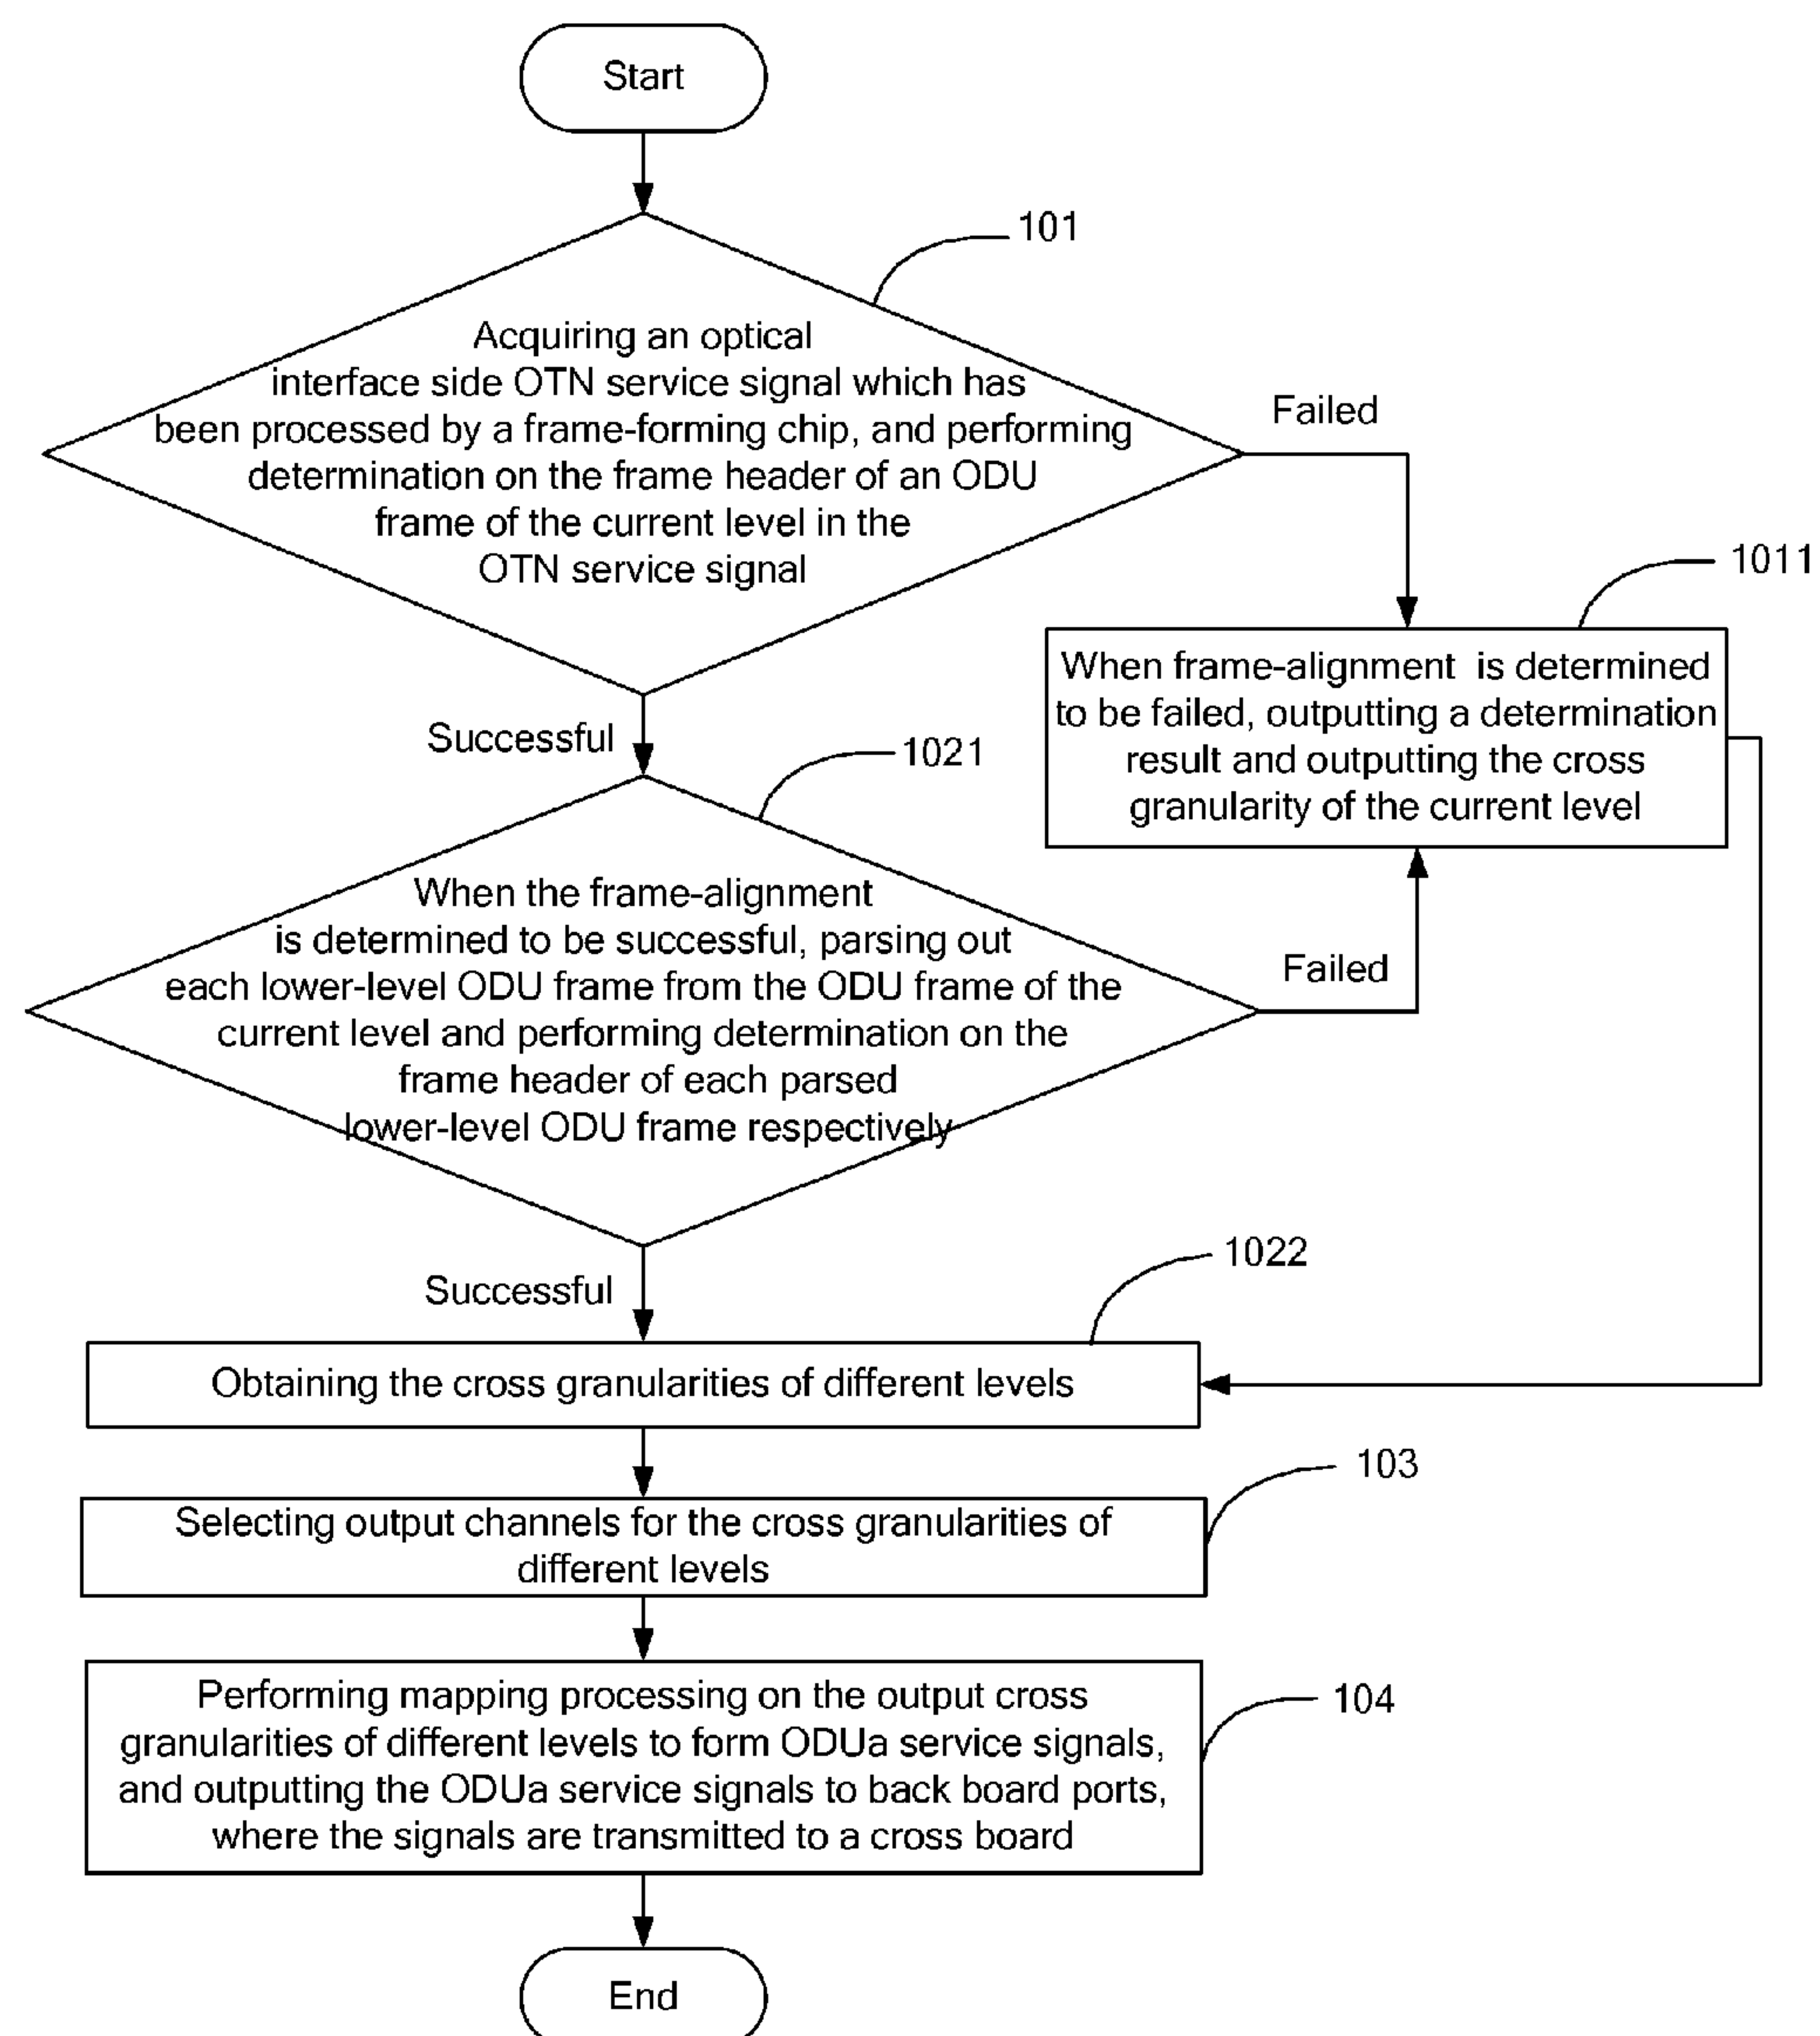 Start
101
Acquiring an optical
interface side OTN service signal which has
been processed by a frame-forming chip, and performing
determination on the frame header of an ODU
frame of the current level in the
OTN service signal
Failed
1011
When frame-alignment is determined
to be failed, outputting a determination
result and outputting the cross
granularity of the current level
Successful
1021
When the frame-alignment
is determined to be successful, parsing out
each lower-level ODU frame from the ODU frame of the
current level and performing determination on the
frame header of each parsed
lower-level ODU frame respectively
Failed
Successful
1022
Obtaining the cross granularities of different levels
103
Selecting output channels for the cross granularities of
different levels
104
Performing mapping processing on the output cross
granularities of different levels to form ODUa service signals,
and outputting the ODUa service signals to back board ports,
where the signals are transmitted to a cross board
End